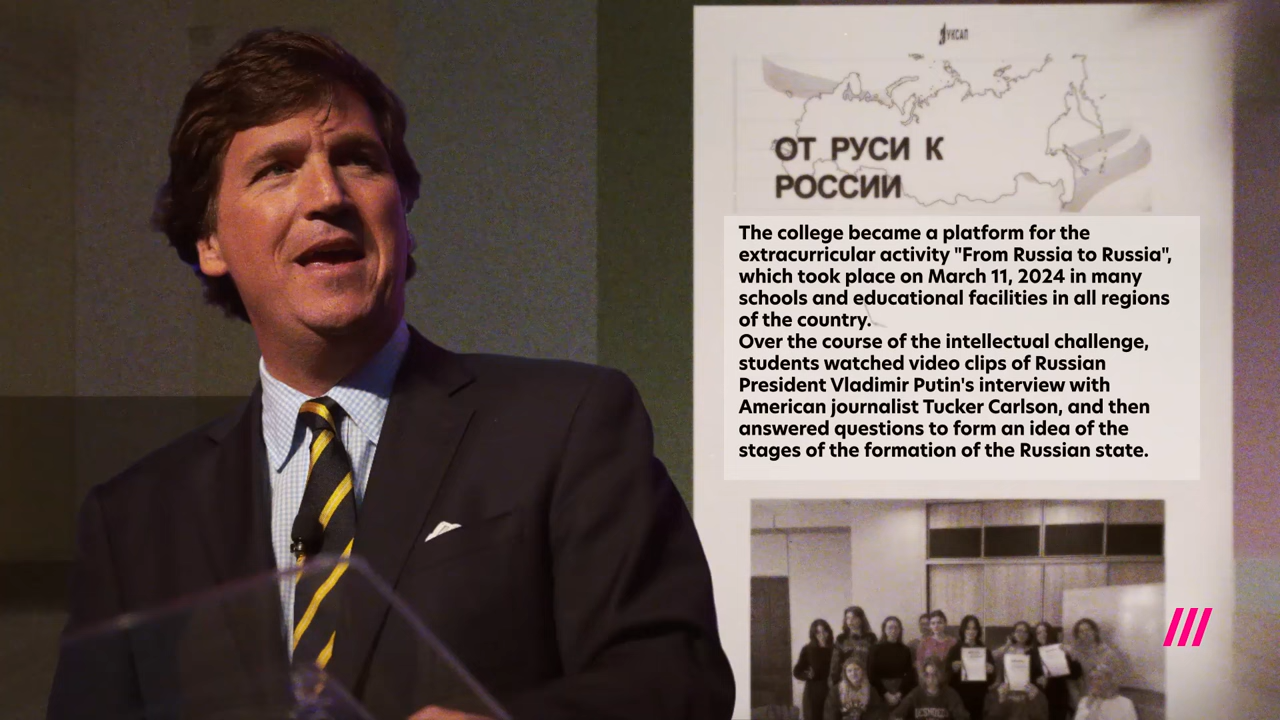 УКСАП
ОТ РУСИ К
РОССИИ
The college became a platform for the
extracurricular activity "From Russia to Russia",
which took place on March 11, 2024 in many
schools and educational facilities in all regions
of the country.
Over the course of the intellectual challenge,
students watched video clips of Russian
President Vladimir Putin's interview with
American journalist Tucker Carlson, and then
answered questions to form an idea of the
stages of the formation of the Russian state.